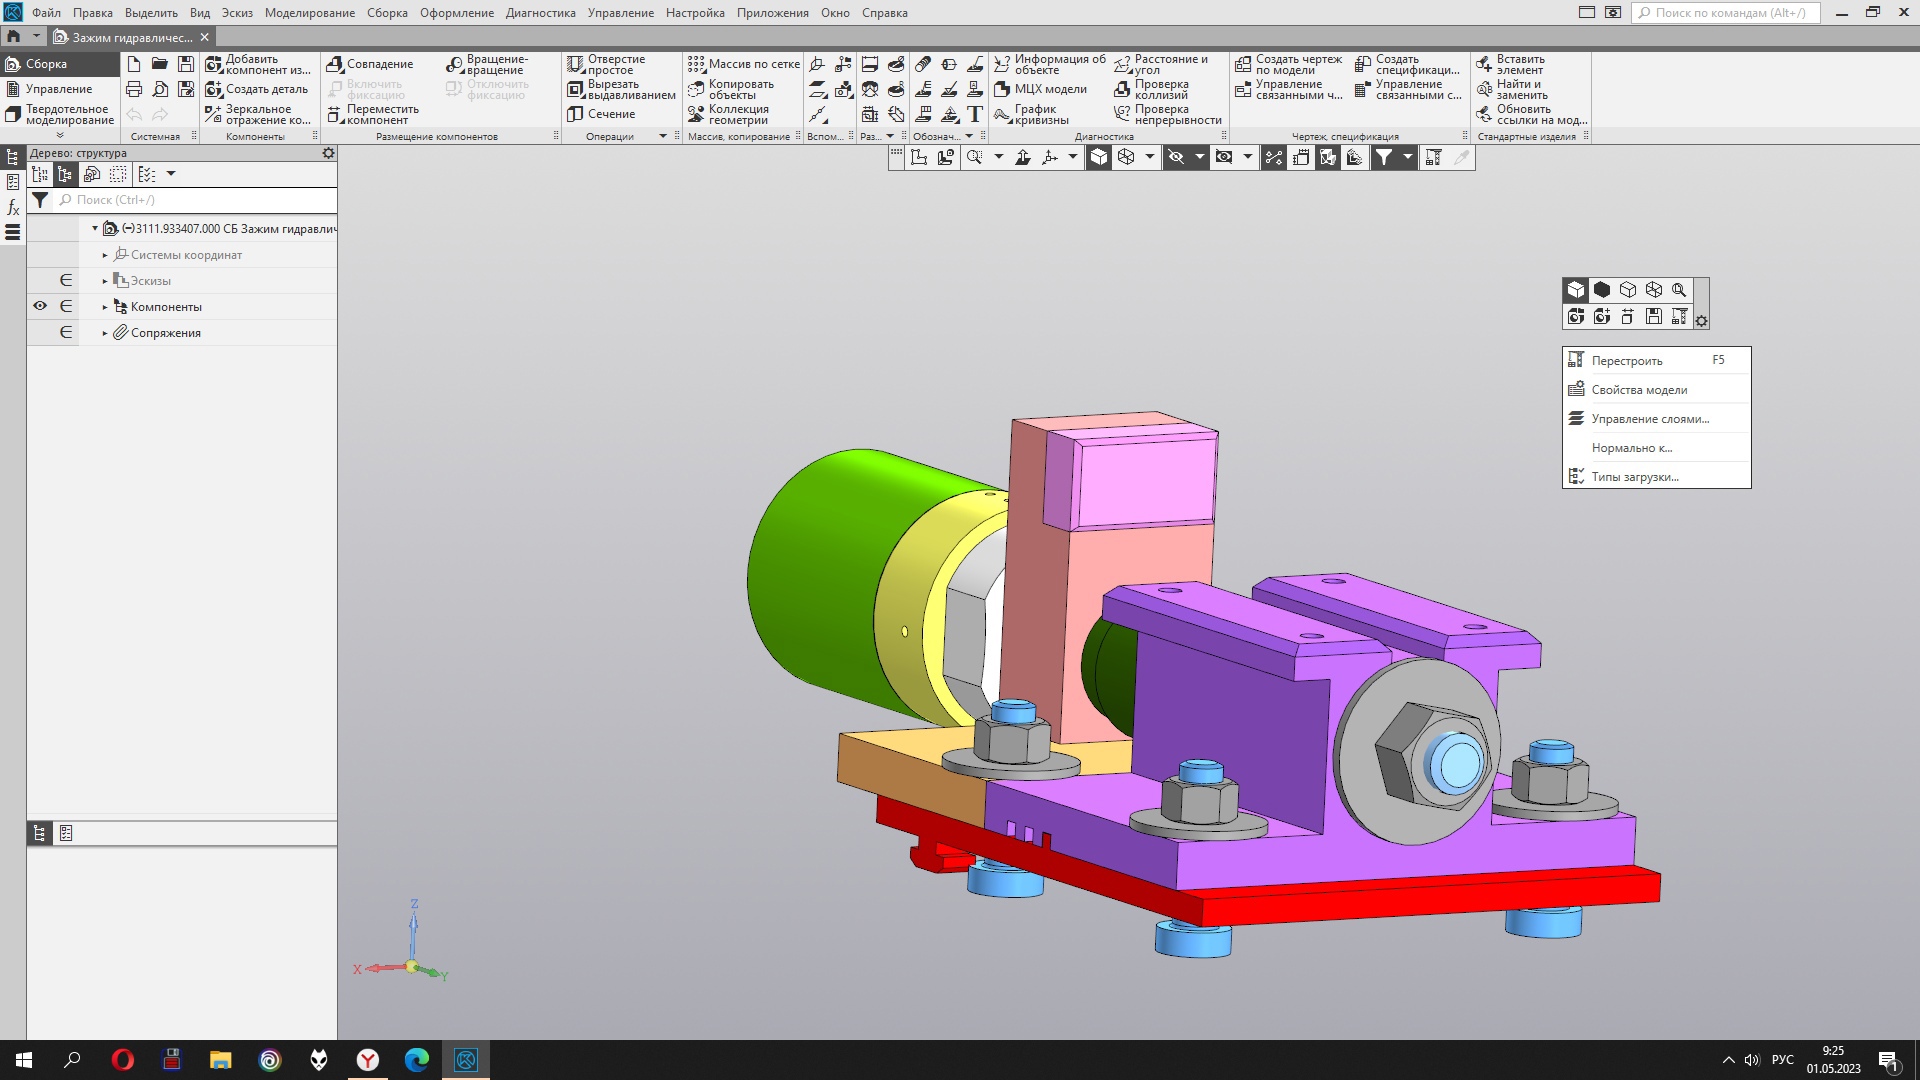 Файл Правка Выделить Вид Эскиз Моделирование Сборка Оформление Диагностика Управление Настройка Приложения Окно Справка
Поиск по командам (Alt+/)
Зажим гидравличес...
Сборка
Управление
Твердотельное
моделирование
Системная
Добавить
компонент из...
Создать деталь
Зеркальное
отражение ко...
Компоненты
Совпадение
Включить
фиксацию
Переместить
компонент
Вращение-
вращение
Отключить
фиксацию
Размещение компонентов
Отверстие
простое
Вырезать
выдавливанием
Сечение
Операции
Массив по сетке
Копировать
объекты
Коллекция
геометрии
Массив, копирование
Вспом...
Раз...
Обознач...
Информация об
объекте
МЦХ модели
График
кривизны
Расстояние и
угол
Проверка
коллизий
Проверка
непрерывности
Диагностика
Создать чертеж
по модели
Управление
связанными ч...
Создать
спецификаци...
Управление
связанными с...
Чертеж, спецификация
Вставить
элемент
Найти и
заменить
Обновить
ссылки на мод...
Стандартные изделия
Дерево: структура
Поиск (Ctrl+/)
(−)3111.933407.000 СБ Зажим гидравлич
Системы координат
Эскизы
Компоненты
Сопряжения
Перестроить F5
Свойства модели
Управление слоями...
Нормально к...
Типы загрузки...
Z
X
Y
РУС
9:25
01.05.2023
1